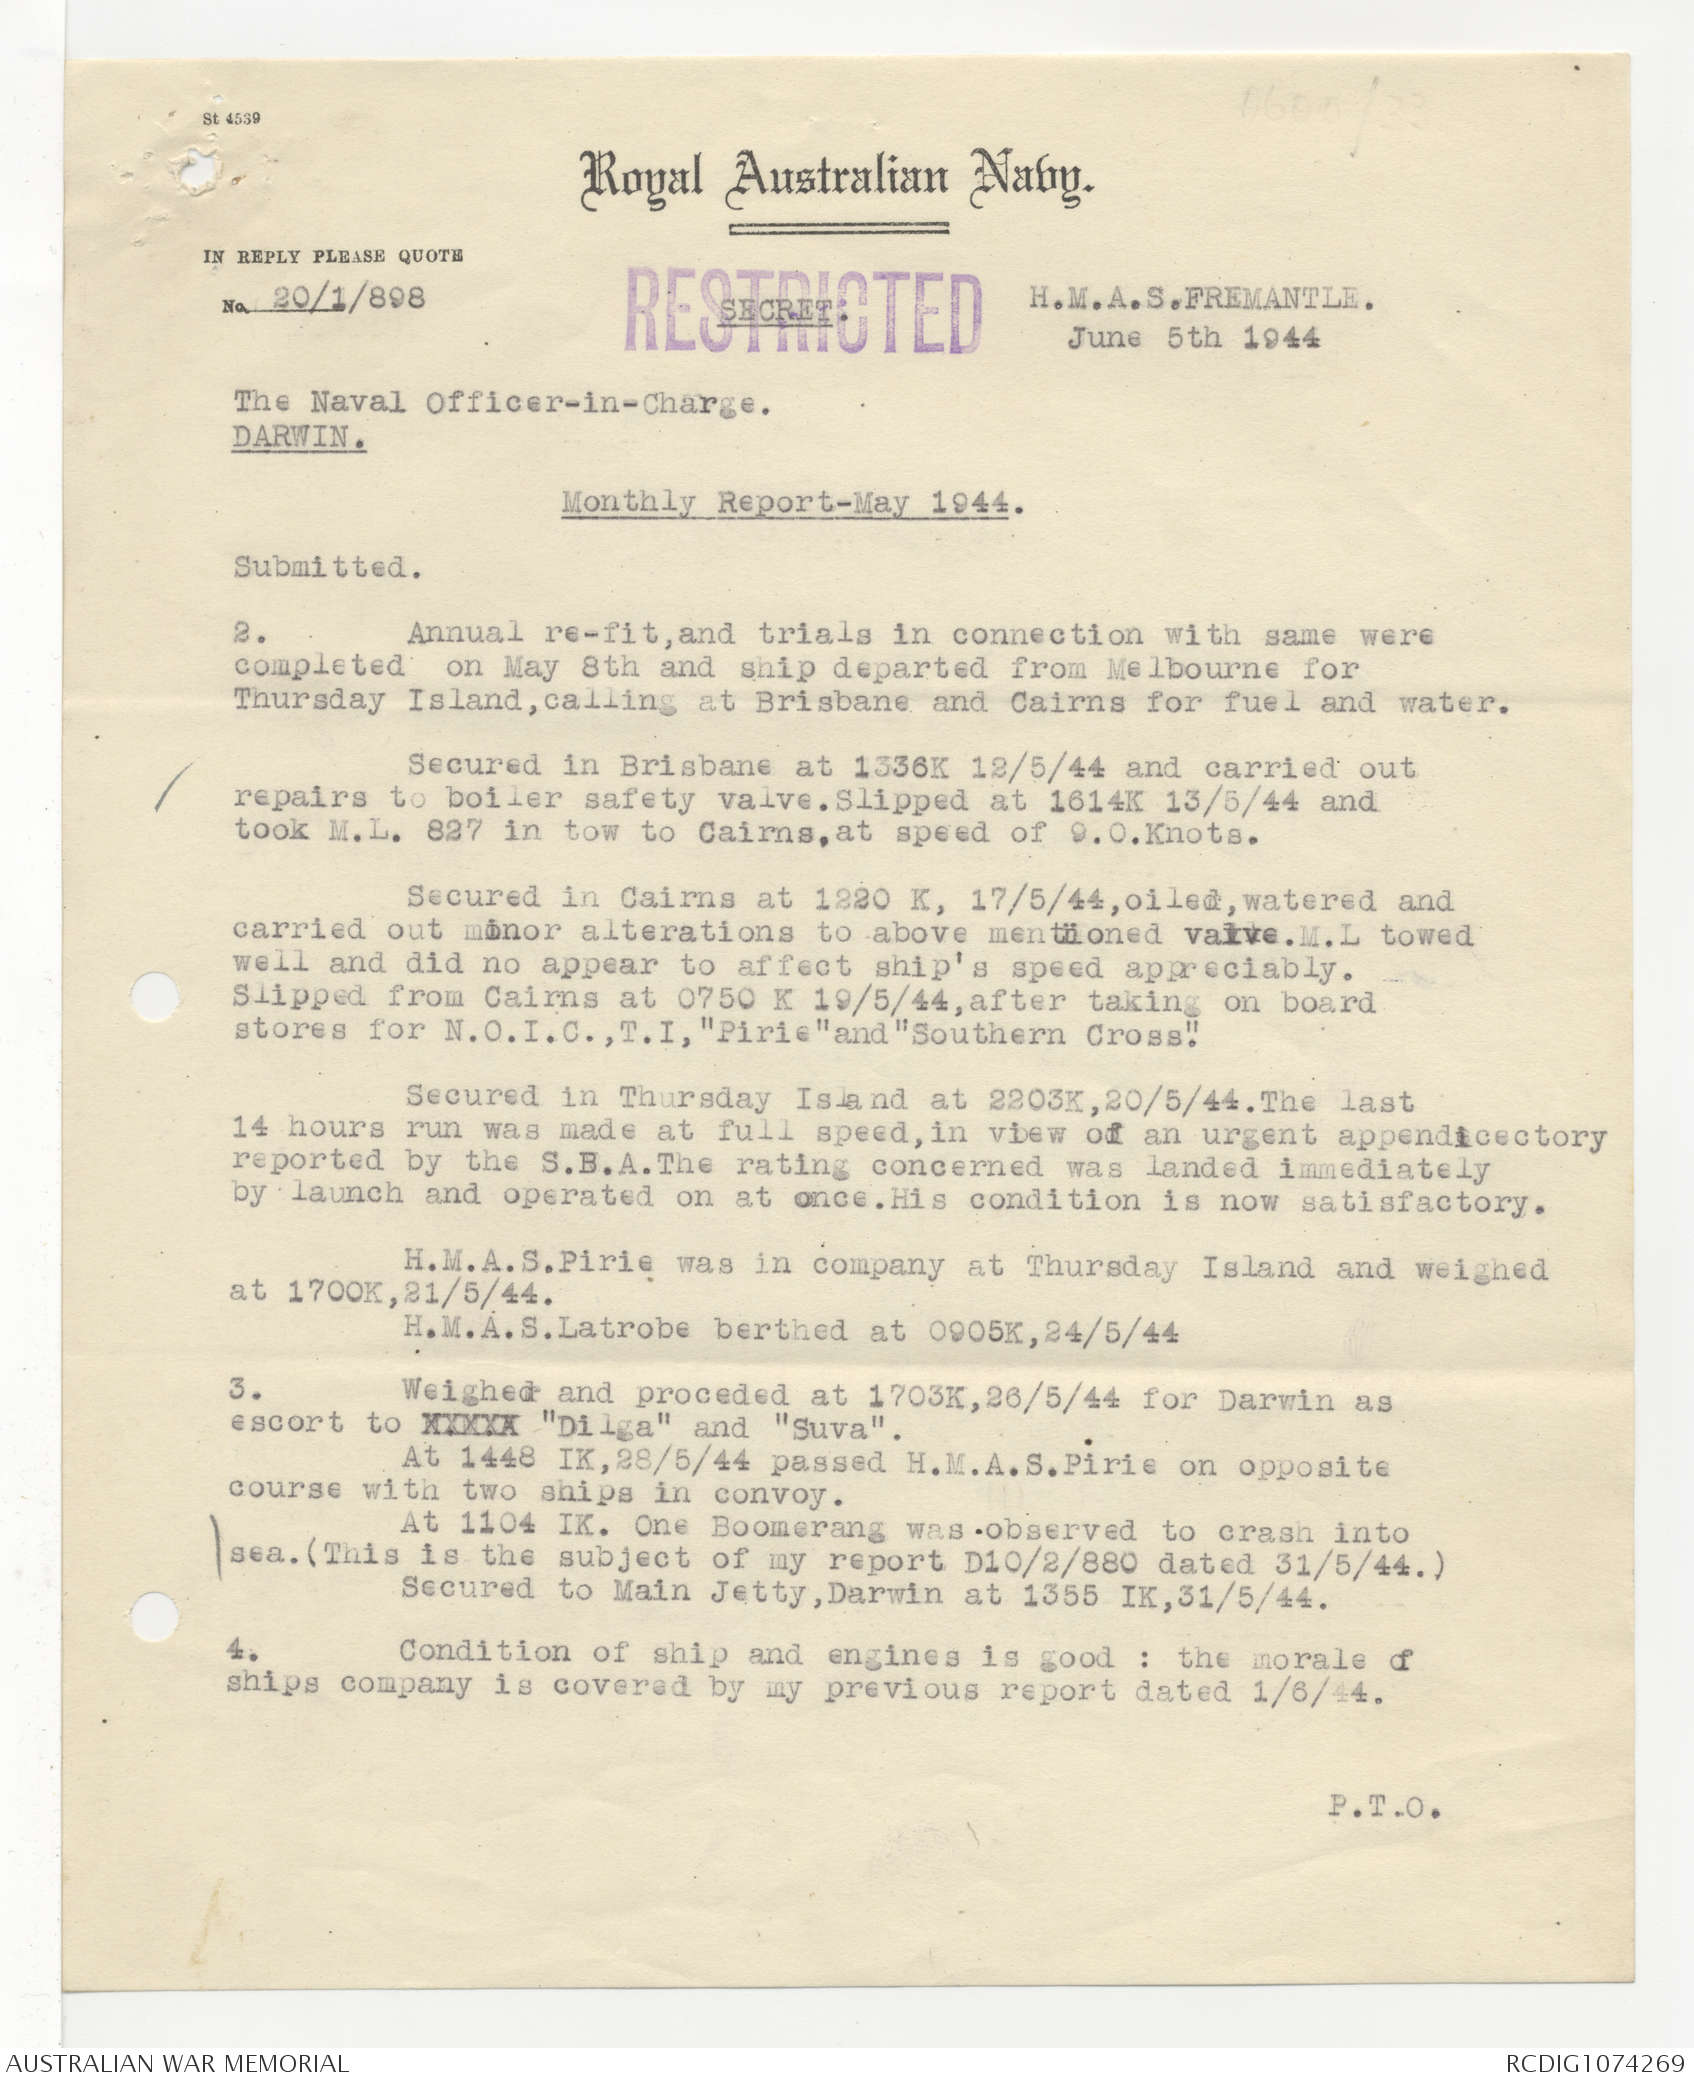 St 4539
Royal Australian Navy.
IN REPLY PLEASE QUOTE
No. 20/1/898
RESTRICTED
SECRET.
H.M.A.S.FREMANTLE.
June 5th 1944
The Naval Officer-in-Charge.
DARWIN.
Monthly Report-May 1944.
Submitted.
2. Annual re-fit,and trials in connection with same were
completed on May 8th and ship departed from Melbourne for
Thursday Island,calling at Brisbane and Cairns for fuel and water.
Secured in Brisbane at 1336K 12/5/44 and carried out
repairs to boiler safety valve.Slipped at 1614K 13/5/44 and
took M.L. 827 in tow to Cairns,at speed of 9.0.Knots.
Secured in Cairns at 1220 K, 17/5/44,oiled,watered and
carried out minor alterations to above mentioned valve.M.L towed
well and did no appear to affect ship's speed appreciably.
Slipped from Cairns at 0750 K 19/5/44,after taking on board
stores for N.O.I.C.,T.I,"Pirie"and"Southern Cross".
Secured in Thursday Island at 2203K,20/5/44.The last
14 hours run was made at full speed,in view of an urgent appendicectory
reported by the S.B.A.The rating concerned was landed immediately
by launch and operated on at once.His condition is now satisfactory.
H.M.A.S.Pirie was in company at Thursday Island and weighed
at 1700K,21/5/44.
H.M.A.S.Latrobe berthed at 0905K,24/5/44
3. Weighed and proceded at 1703K,26/5/44 for Darwin as
escort to XXXXX "Dilga" and "Suva".
At 1448 IK,28/5/44 passed H.M.A.S.Pirie on opposite
course with two ships in convoy.
At 1104 IK. One Boomerang was observed to crash into
sea.(This is the subject of my report D10/2/880 dated 31/5/44.)
Secured to Main Jetty,Darwin at 1355 IK,31/5/44.
4. Condition of ship and engines is good : the morale of
ships company is covered by my previous report dated 1/6/44.
P.T.O.
AUSTRALIAN WAR MEMORIAL
RCDIG1074269